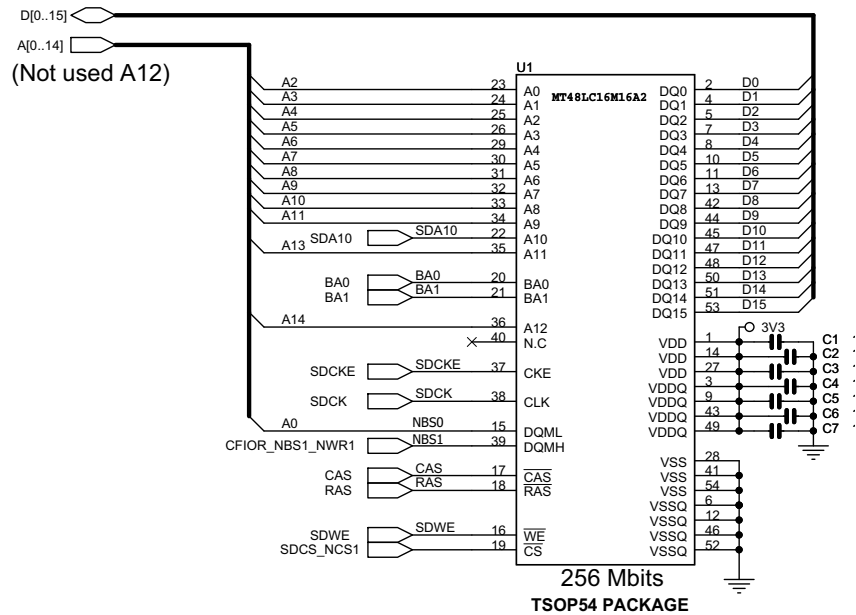 D[0..15]
A[0..14]
(Not used A12)
U1
MT48LC16M16A2
A2 23 A0 DQ0 2 D0
A3 24 A1 DQ1 4 D1
A4 25 A2 DQ2 5 D2
A5 26 A3 DQ3 7 D3
A6 29 A4 DQ4 8 D4
A7 30 A5 DQ5 10 D5
A8 31 A6 DQ6 11 D6
A9 32 A7 DQ7 13 D7
A10 33 A8 DQ8 42 D8
A11 34 A9 DQ9 44 D9
SDA10 SDA10 22 A10 DQ10 45 D10
A13 35 A11 DQ11 47 D11
DQ12 48 D12
BA0 BA0 20 BA0 DQ13 50 D13
BA1 BA1 21 BA1 DQ14 51 D14
DQ15 53 D15
A14 36 A12 3V3
40 N.C VDD 1 C1
VDD 14 C2
SDCKE SDCKE 37 CKE VDD 27 C3
VDDQ 3 C4
SDCK SDCK 38 CLK VDDQ 9 C5
VDDQ 43 C6
A0 NBS0 15 DQML VDDQ 49 C7
CFIOR_NBS1_NWR1 NBS1 39 DQMH
VSS 28
CAS CAS 17 CAS VSS 41
RAS RAS 18 RAS VSS 54
VSSQ 6
VSSQ 12
SDWE SDWE 16 WE VSSQ 46
SDCS_NCS1 19 CS VSSQ 52
256 Mbits
TSOP54 PACKAGE